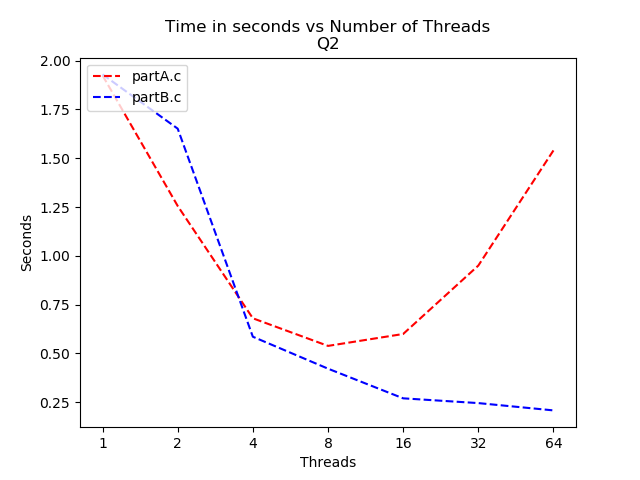 Time in seconds vs Number of Threads
Q2
2.00
1.75
1.50
1.25
1.00
0.75
0.50
0.25
Seconds
partA.c
partB.c
1 2 4 8 16 32 64
Threads